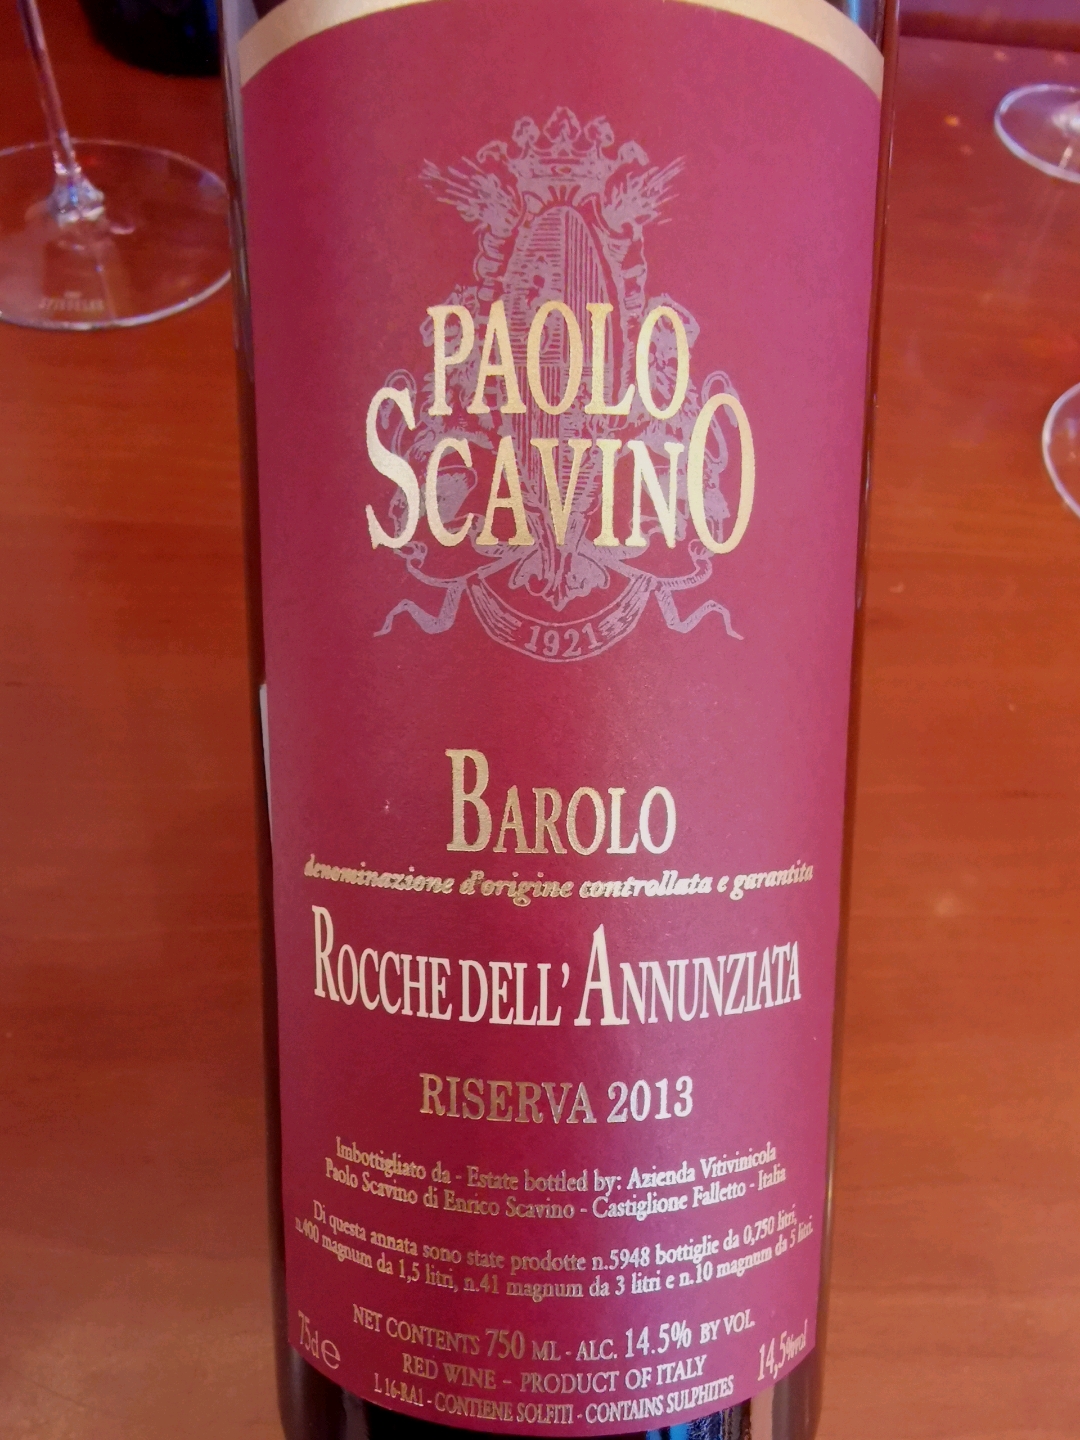 PAOLO
SCAVINO
1921
BAROLO
denominazione d'origine controllata e garantita
ROCCHE DELL'ANNUNZIATA
RISERVA 2013
Imbottigliato da - Estate bottled by: Azienda Vitivinicola
Paolo Scavino di Enrico Scavino - Castiglione Falletto - Italia
Di questa annata sono state prodotte n.5948 bottiglie da 0,750 litri,
n.400 magnum da 1,5 litri, n.41 magnum da 3 litri e n.10 magnum da 5 litri.
NET CONTENTS 750 ML - ALC. 14.5% BY VOL.
75cl e
14,5%vol
RED WINE - PRODUCT OF ITALY
L 16-RA1 - CONTIENE SOLFITI - CONTAINS SULPHITES
SPIEGELAU